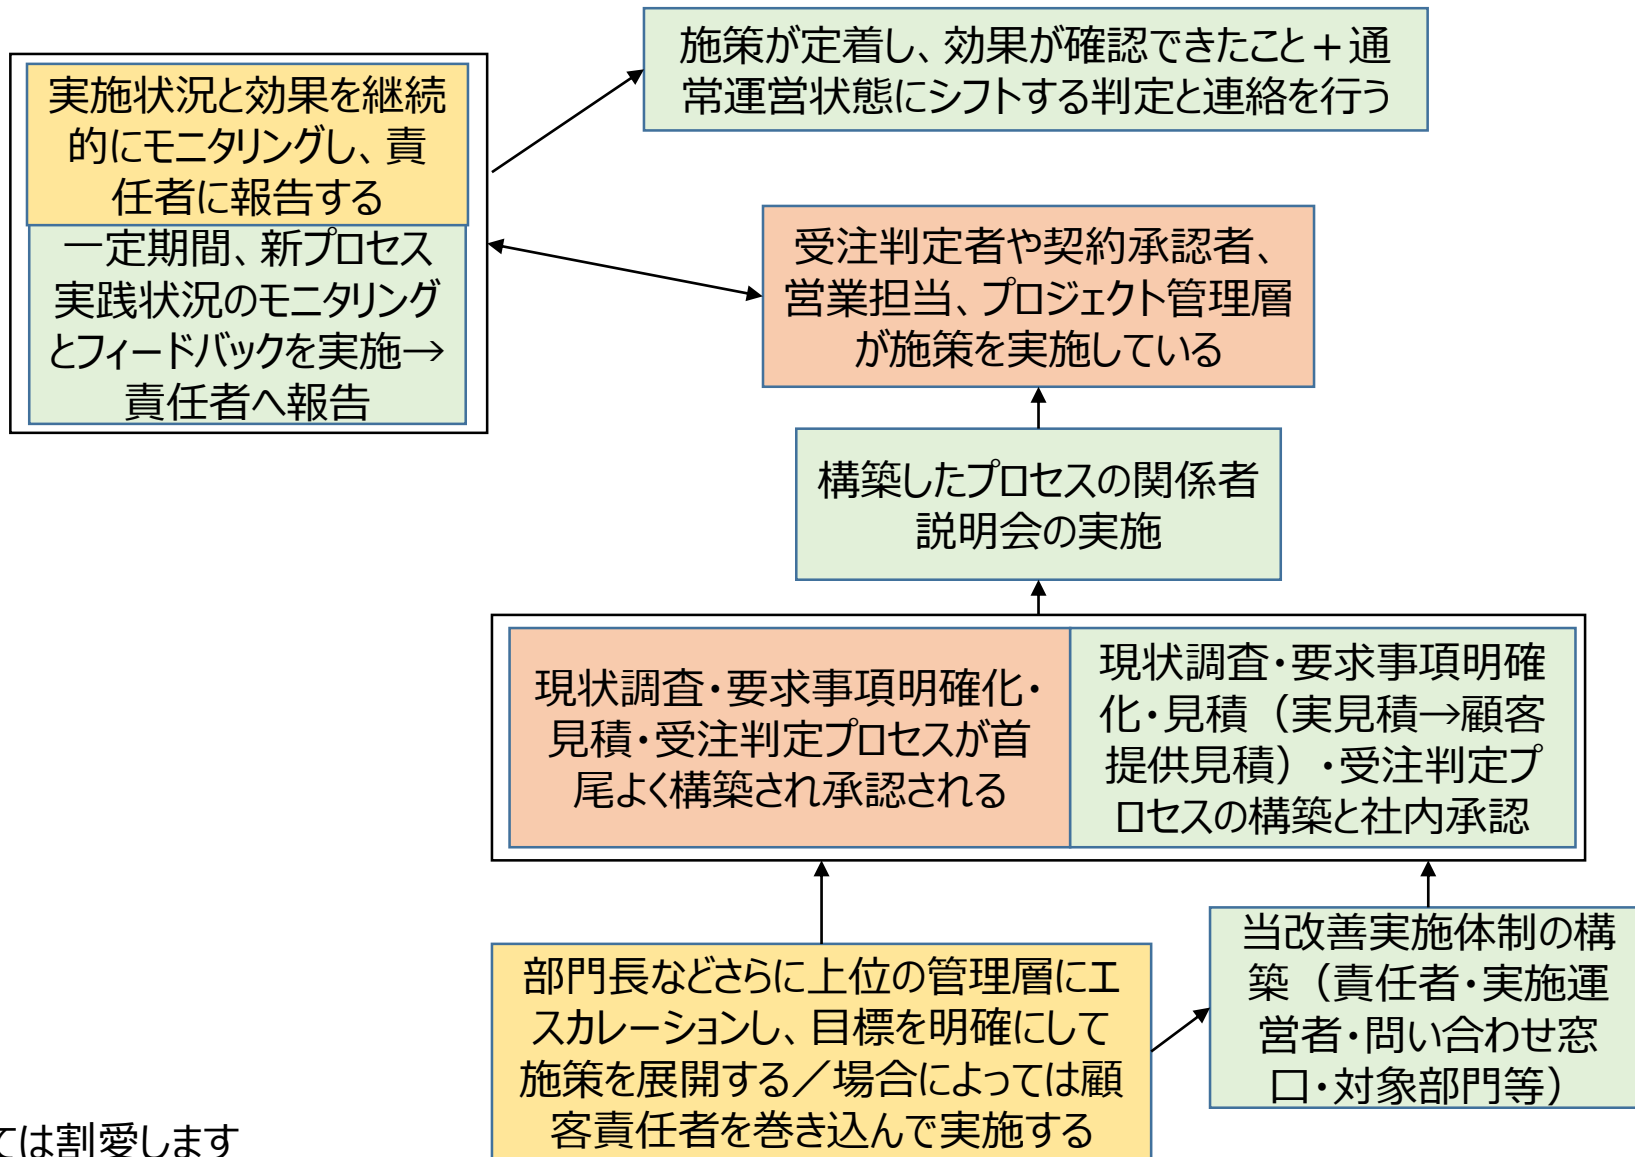 施策が定着し、効果が確認できたこと＋通
常運営状態にシフトする判定と連絡を行う
実施状況と効果を継続
的にモニタリングし、責
任者に報告する
一定期間、新プロセス
実践状況のモニタリング
とフィードバックを実施→
責任者へ報告
受注判定者や契約承認者、
営業担当、プロジェクト管理層
が施策を実施している
構築したプロセスの関係者
説明会の実施
現状調査・要求事項明確化・
見積・受注判定プロセスが首
尾よく構築され承認される
現状調査・要求事項明確
化・見積（実見積→顧客
提供見積）・受注判定プ
ロセスの構築と社内承認
部門長などさらに上位の管理層にエ
スカレーションし、目標を明確にして
施策を展開する／場合によっては顧
客責任者を巻き込んで実施する
当改善実施体制の構
築（責任者・実施運
営者・問い合わせ窓
口・対象部門等）
ては割愛します